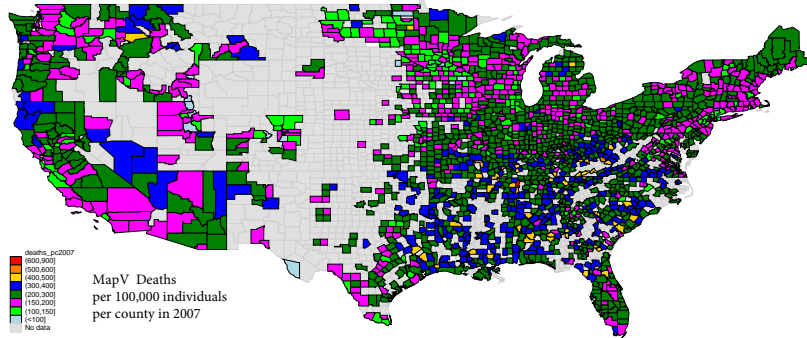 deaths_pc2007
(600,900]
(500,600]
(400,500]
(300,400]
(200,300]
(150,200]
(100,150]
(<100]
No data
MapV Deaths
per 100,000 individuals
per county in 2007